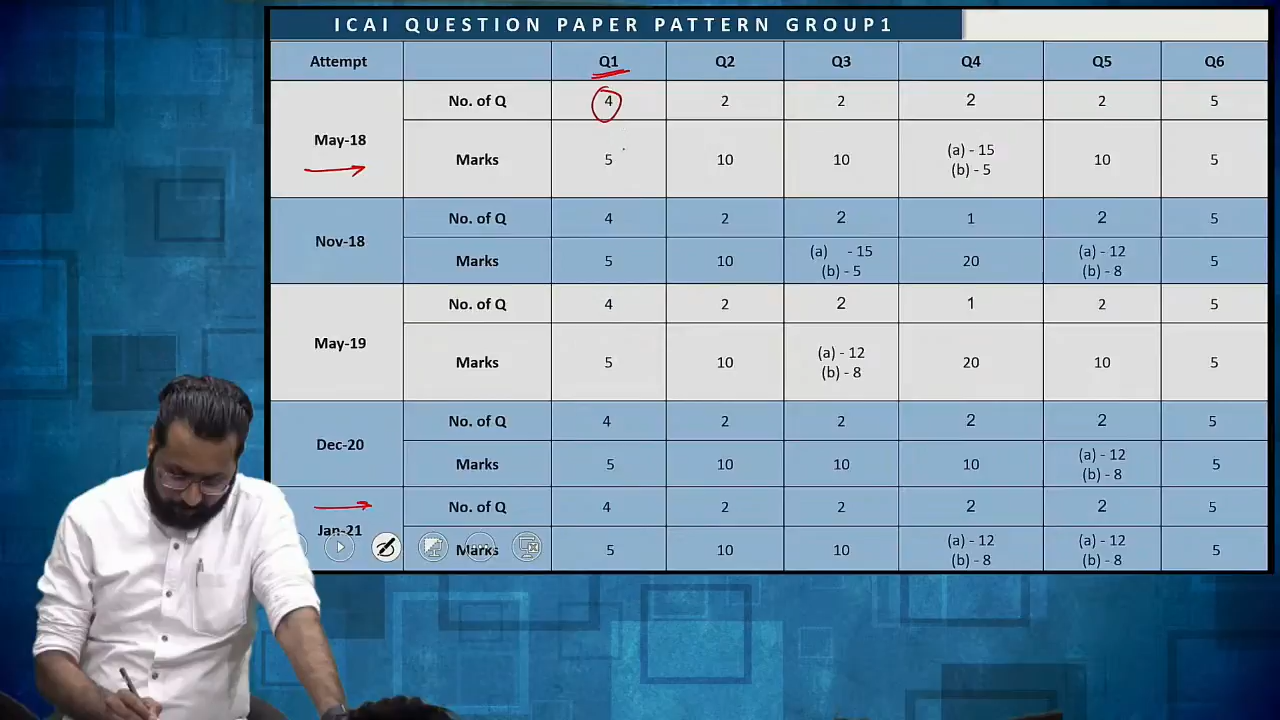 ICAI QUESTION PAPER PATTERN GROUP1
Attempt Q1 Q2 Q3 Q4 Q5 Q6
May-18 No. of Q 4 2 2 2 2 5
Marks 5 10 10 (a) - 15 (b) - 5 10 5
Nov-18 No. of Q 4 2 2 1 2 5
Marks 5 10 (a) - 15 (b) - 5 20 (a) - 12 (b) - 8 5
May-19 No. of Q 4 2 2 1 2 5
Marks 5 10 (a) - 12 (b) - 8 20 10 5
Dec-20 No. of Q 4 2 2 2 2 5
Marks 5 10 10 10 (a) - 12 (b) - 8 5
Jan-21 No. of Q 4 2 2 2 2 5
Marks 5 10 10 (a) - 12 (b) - 8 (a) - 12 (b) - 8 5